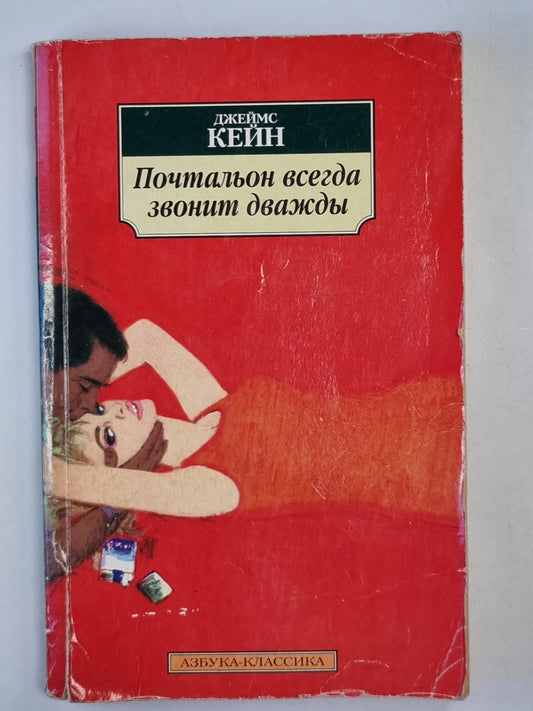 ДЖЕЙМС
КЕЙН
Почтальон всегда
звонит дважды
АЗБУКА-КЛАССИКА